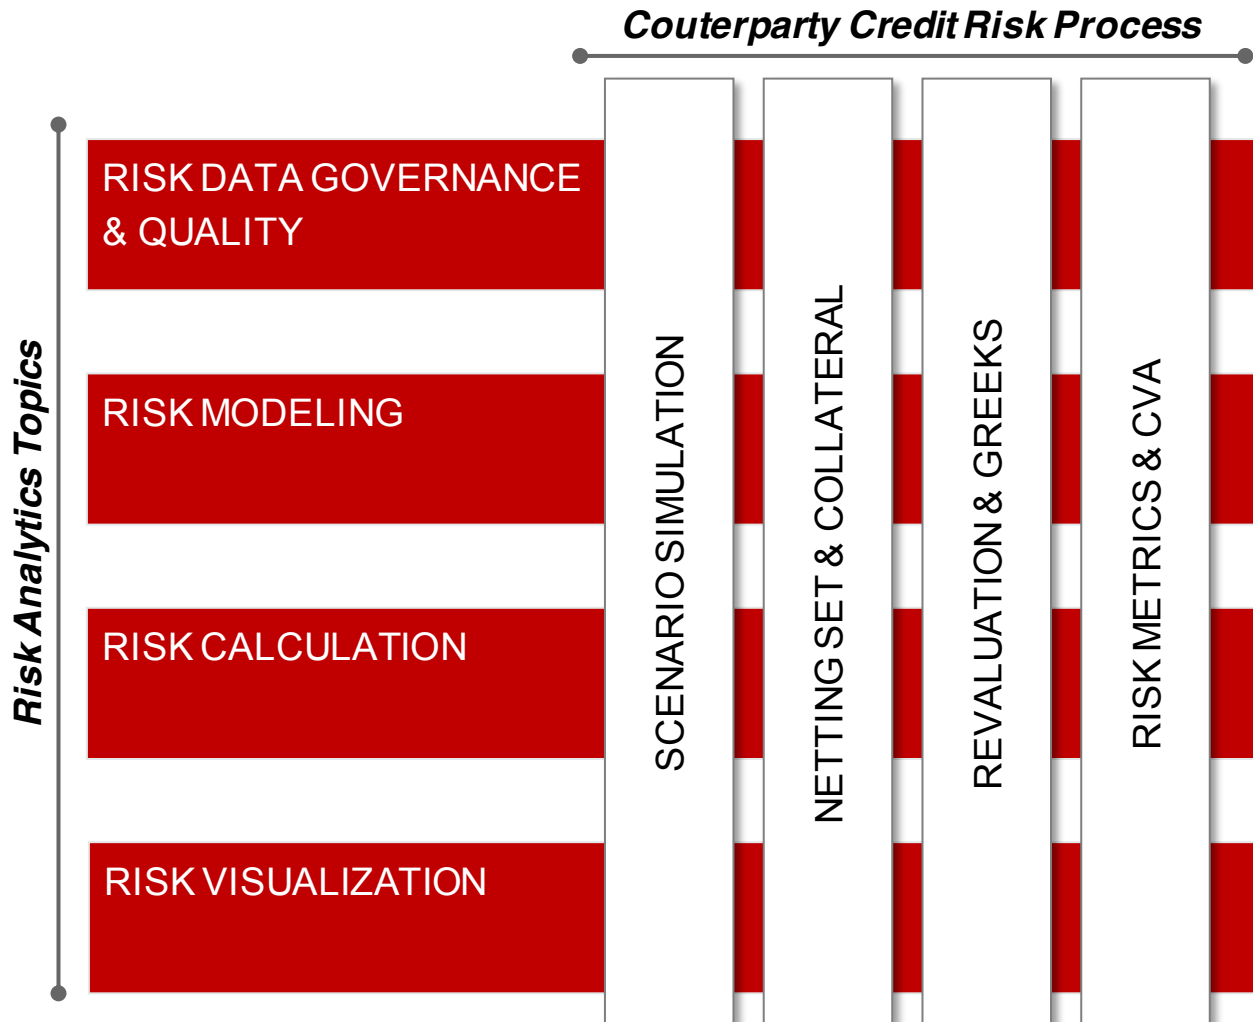 Couterparty Credit Risk Process
Risk Analytics Topics
RISK DATA GOVERNANCE
& QUALITY
RISK MODELING
RISK CALCULATION
RISK VISUALIZATION
SCENARIO SIMULATION
NETTING SET & COLLATERAL
REVALUATION & GREEKS
RISK METRICS & CVA